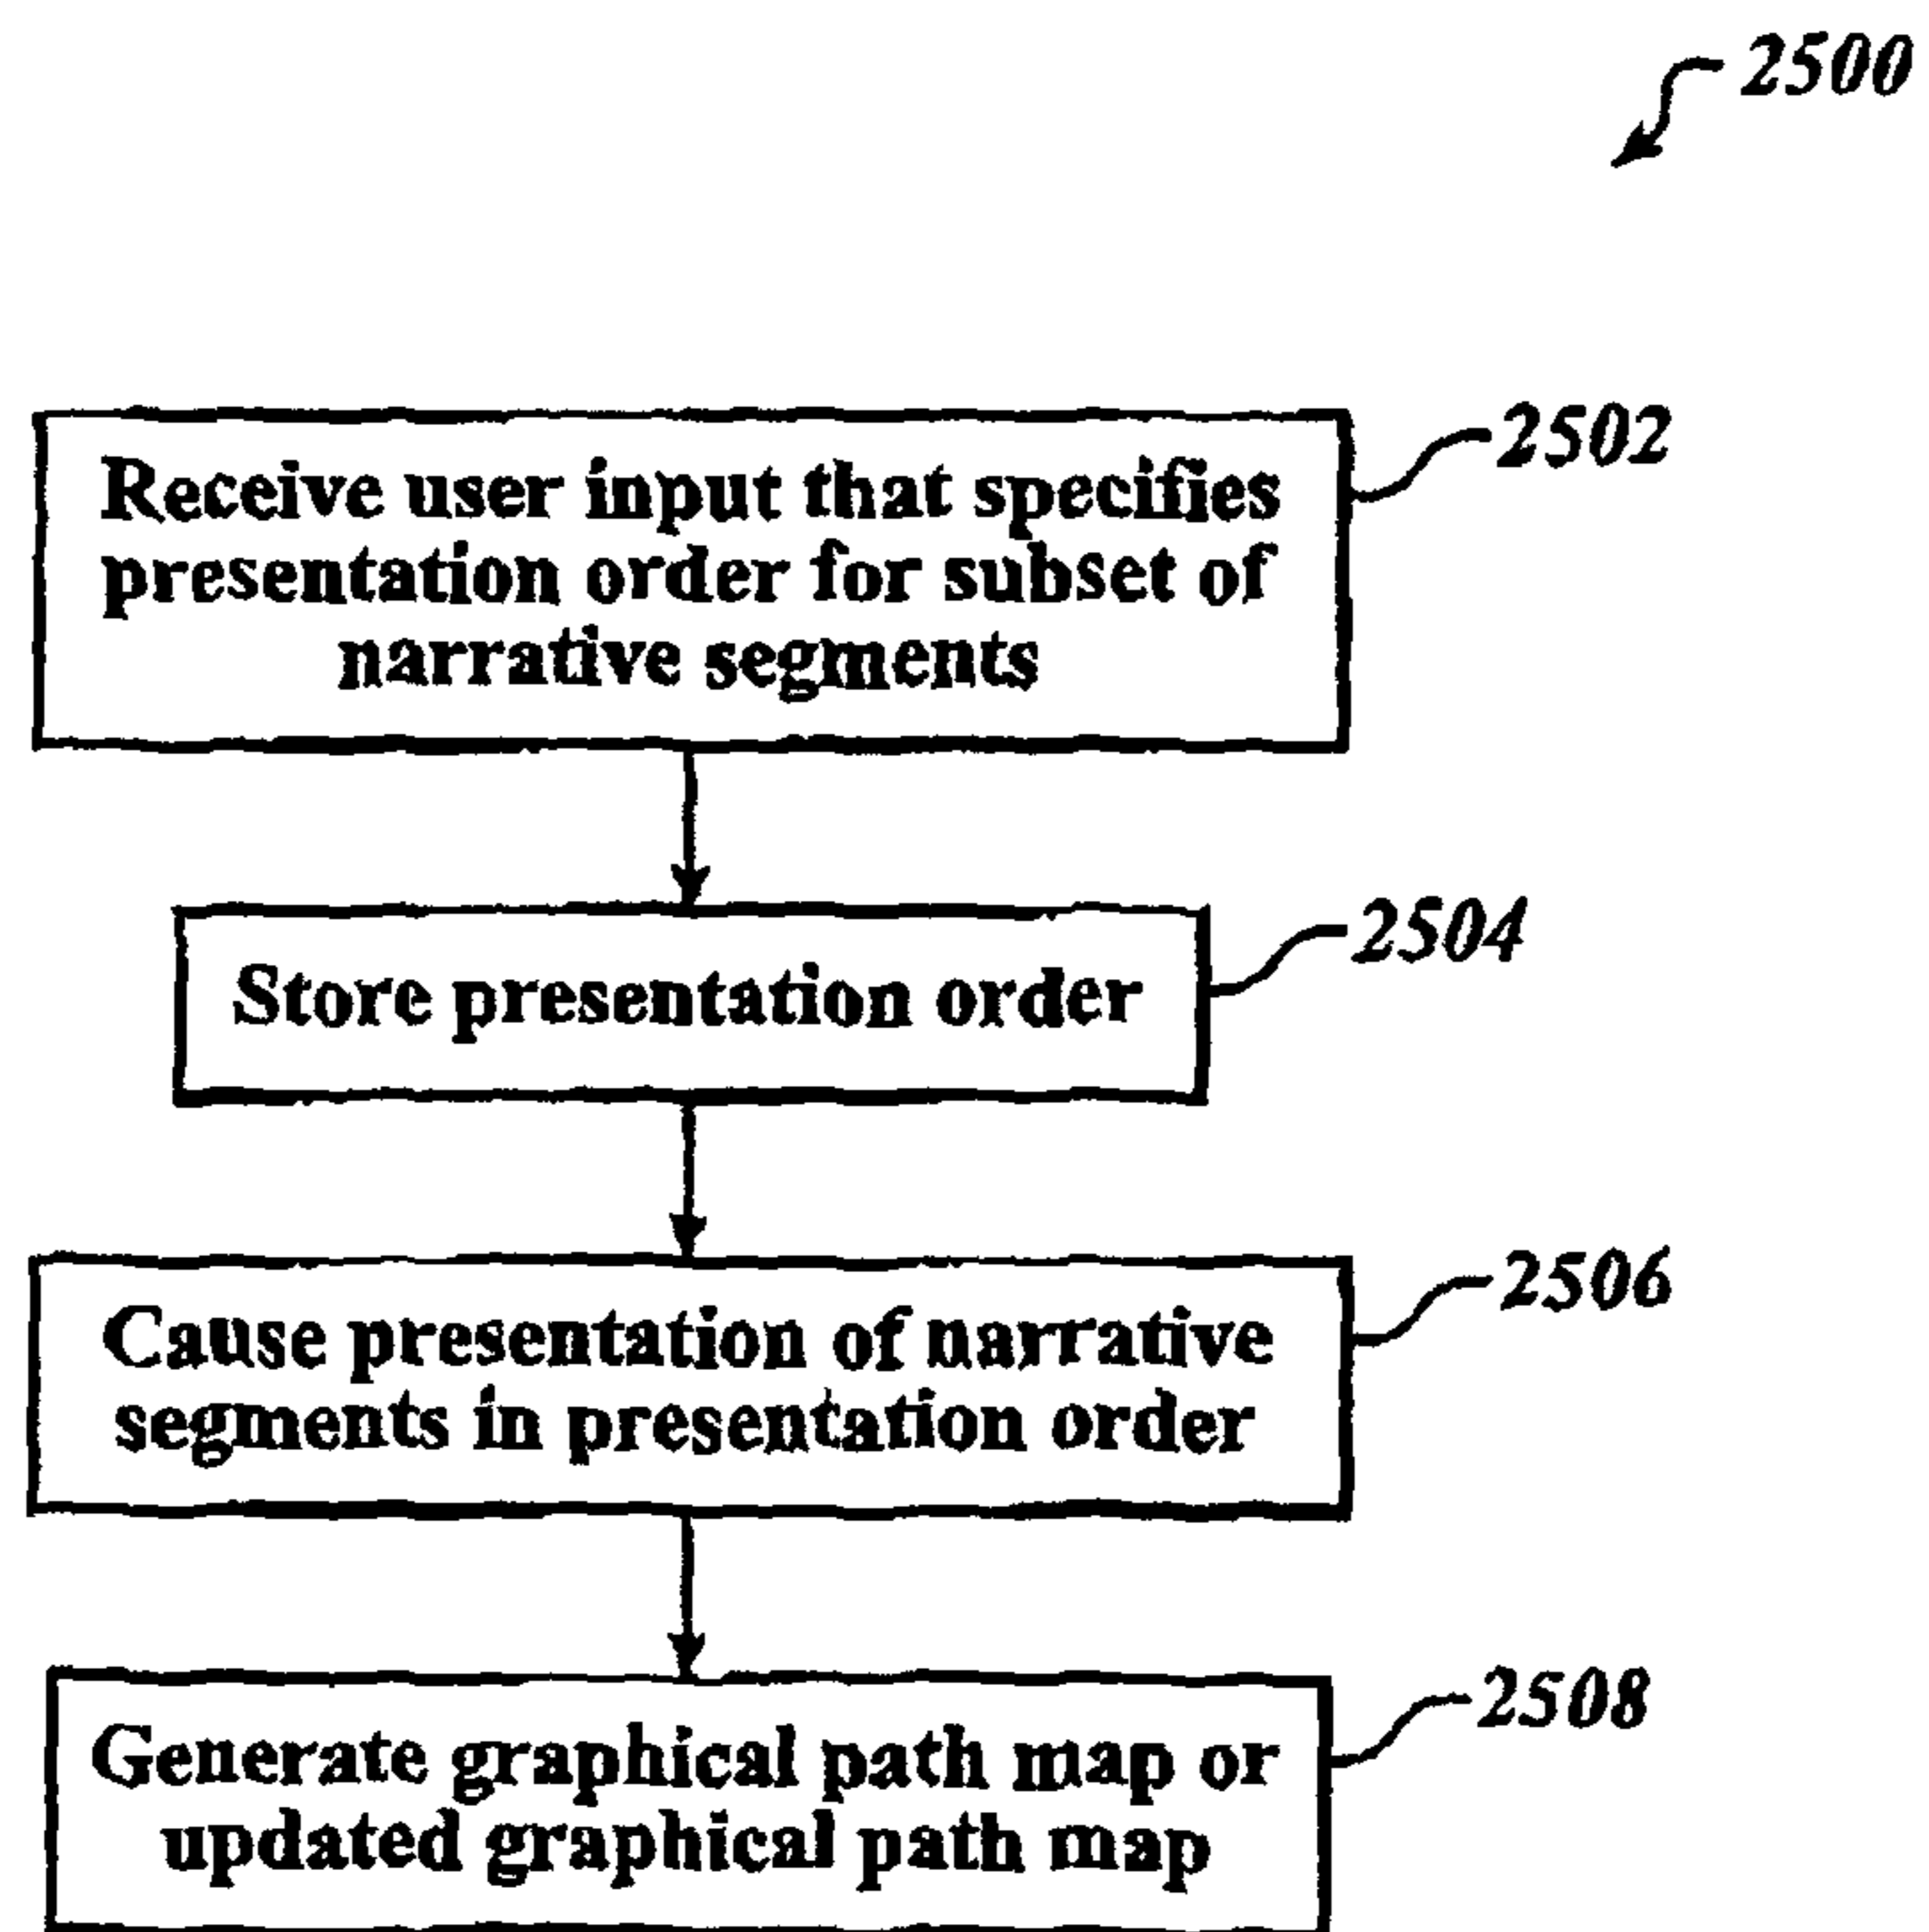 2500
2502
Receive user input that specifies
presentation order for subset of
narrative segments
2504
Store presentation order
2506
Cause presentation of narrative
segments in presentation order
2508
Generate graphical path map or
updated graphical path map